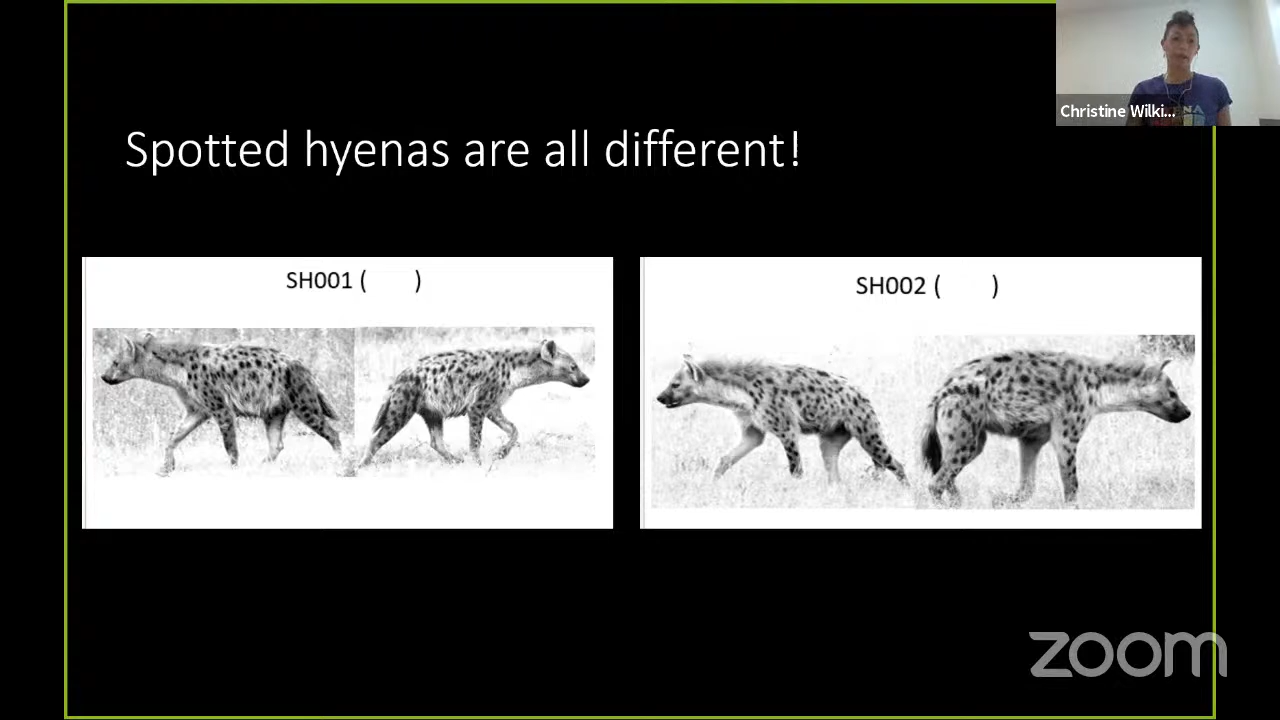 Christine Wilki...
Spotted hyenas are all different!
SH001 (       )
SH002 (       )
zoom